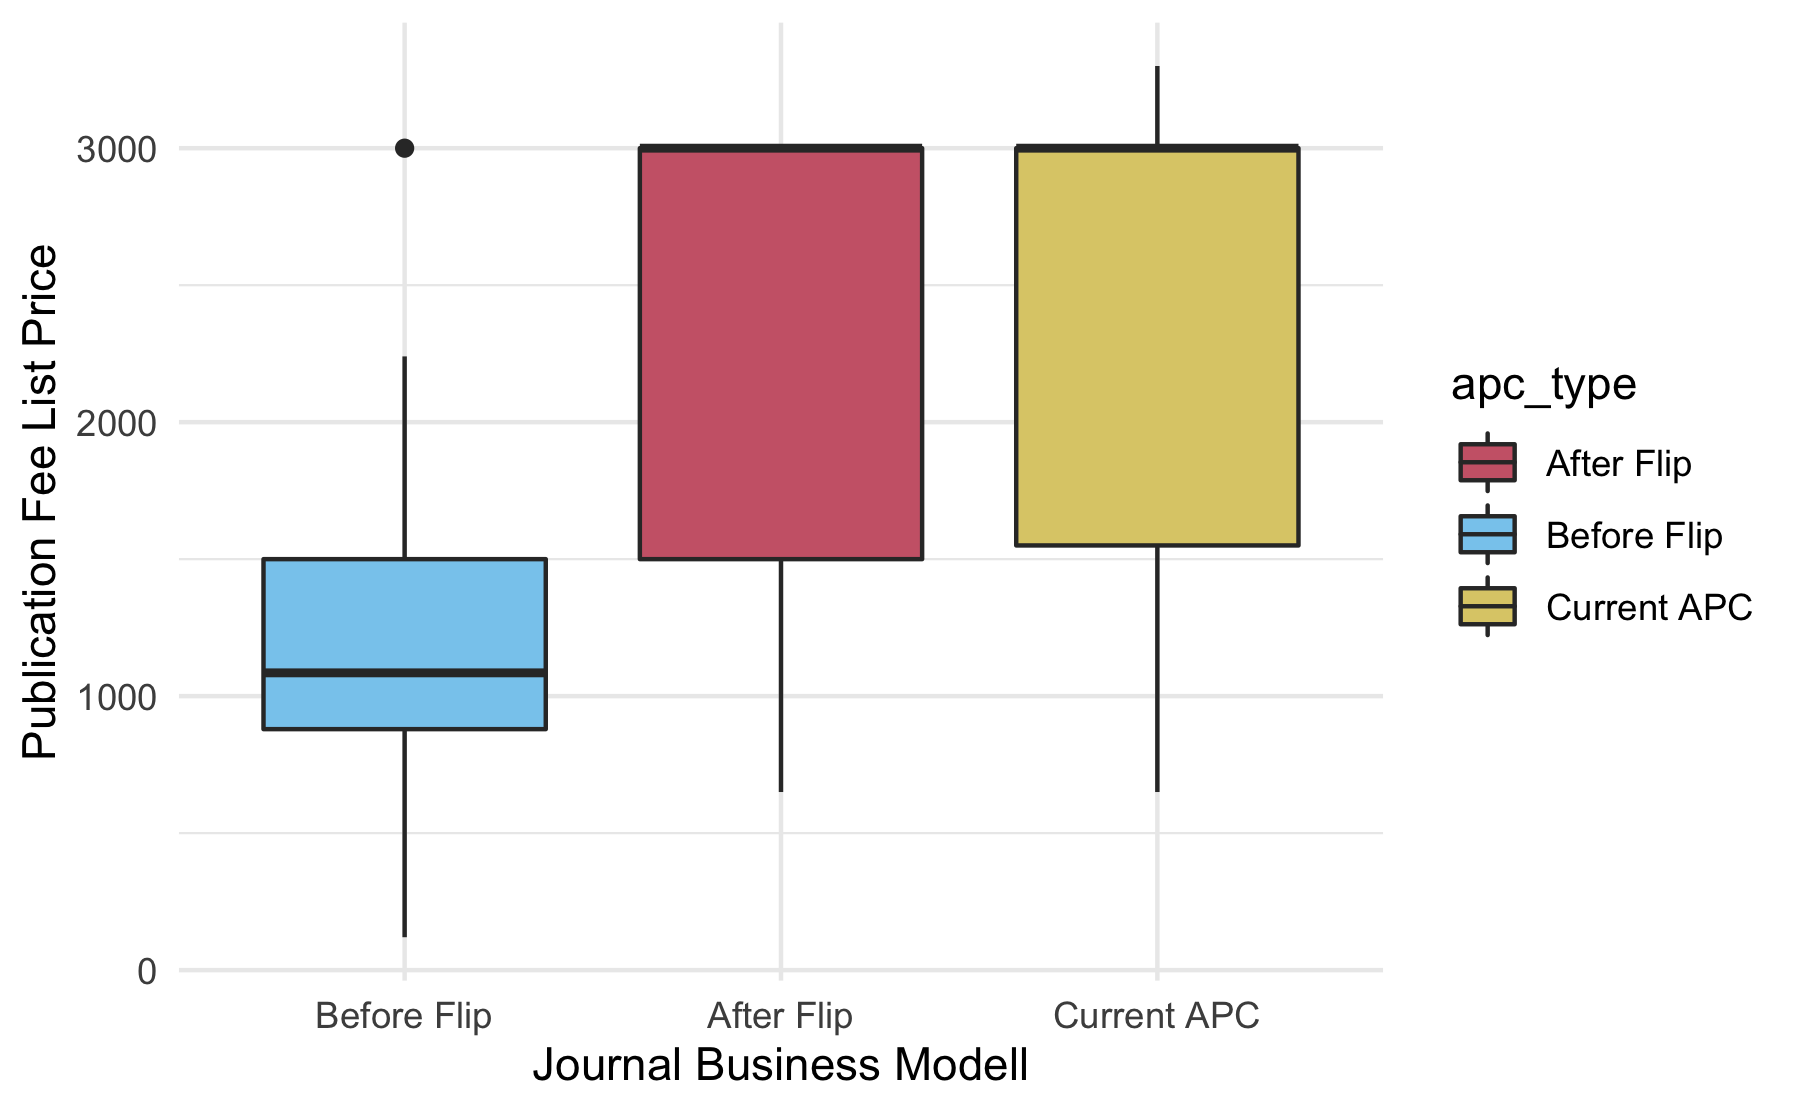 Publication Fee List Price
3000
2000
1000
0
Before Flip
After Flip
Current APC
Journal Business Modell
apc_type
After Flip
Before Flip
Current APC